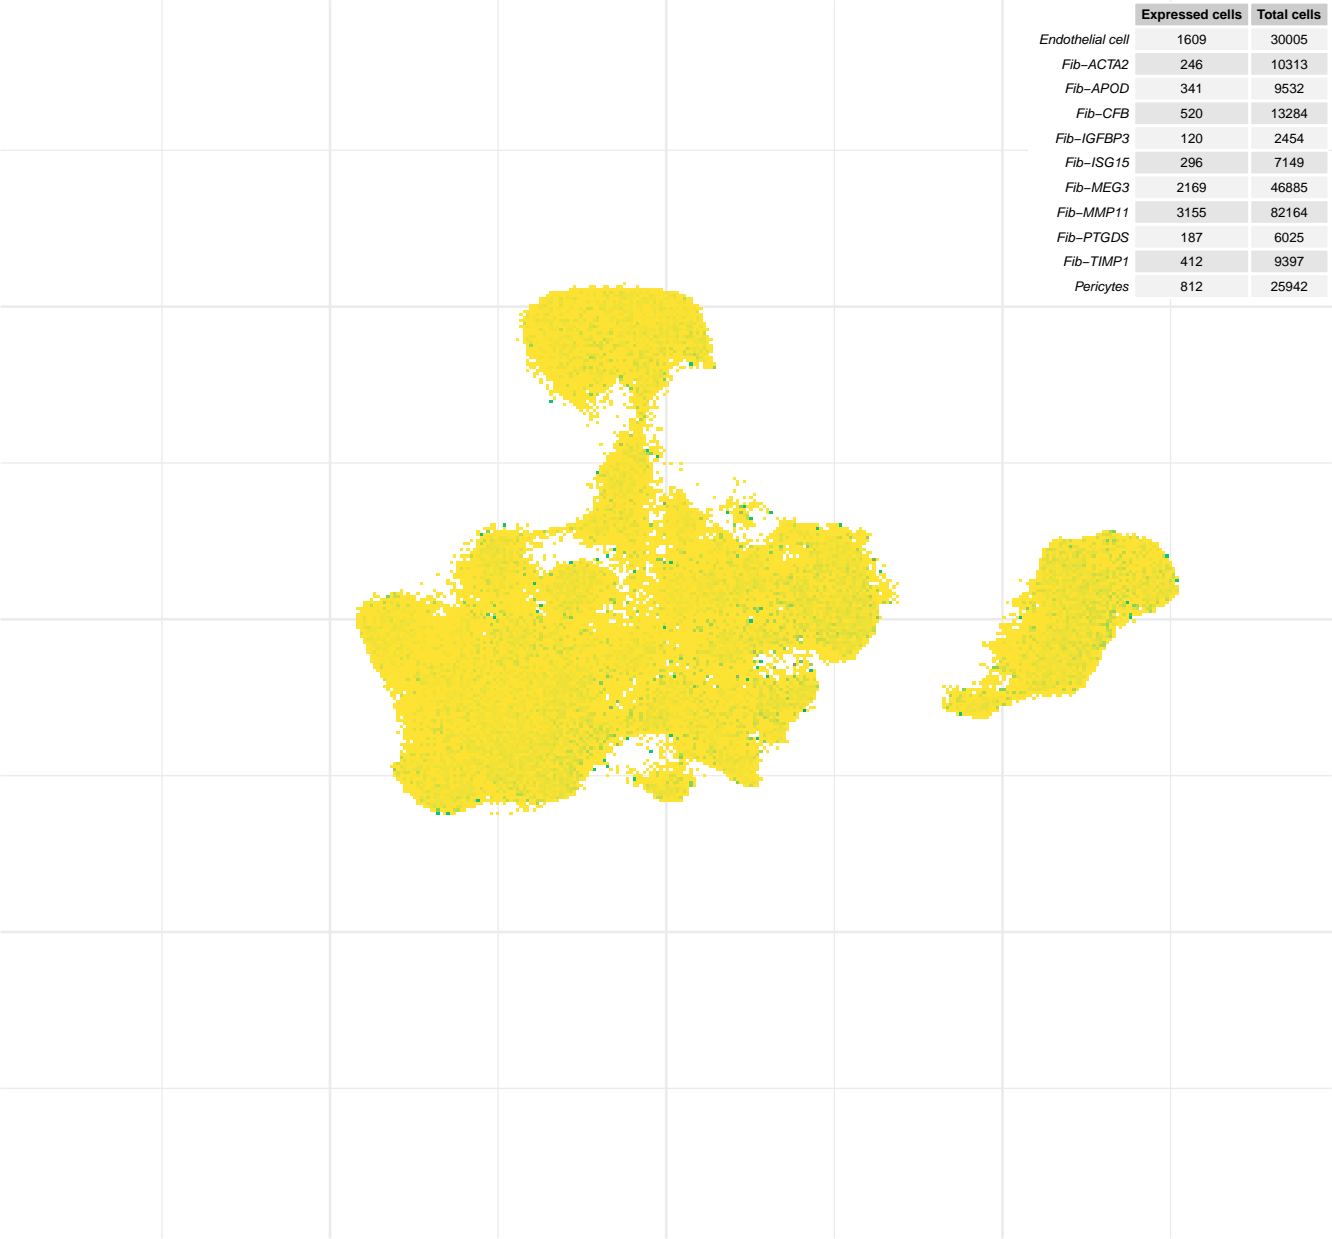 Expressed cells Total cells
Endothelial cell 1609 30005
Fib−ACTA2 246 10313
Fib−APOD 341 9532
Fib−CFB 520 13284
Fib−IGFBP3 120 2454
Fib−ISG15 296 7149
Fib−MEG3 2169 46885
Fib−MMP11 3155 82164
Fib−PTGDS 187 6025
Fib−TIMP1 412 9397
Pericytes 812 25942